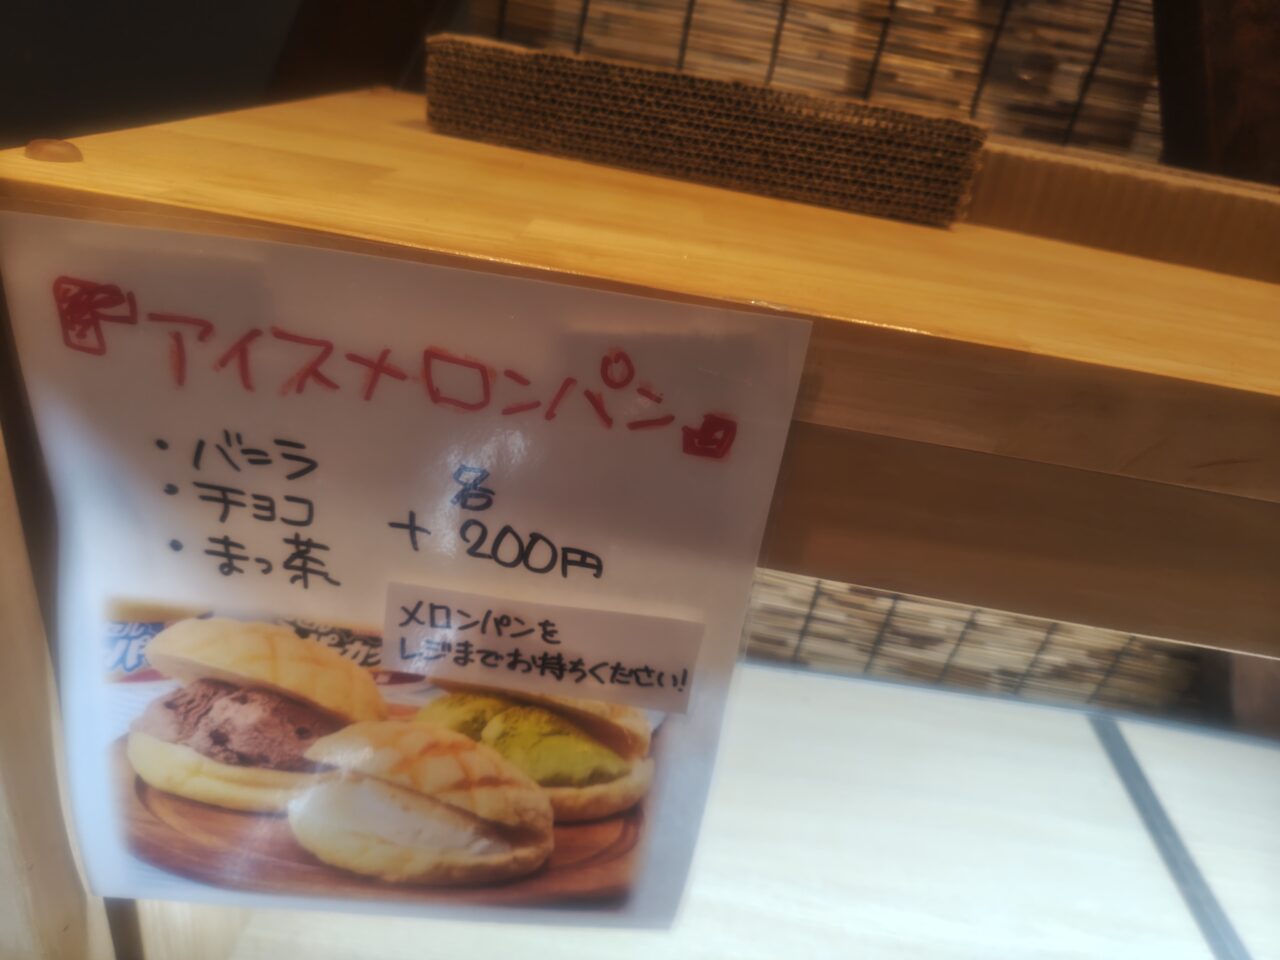 『アイスメロンパン』
・バニラ
・チョコ
・まっ茶
各
+200円
メロンパンを
レジまでお持ちください!